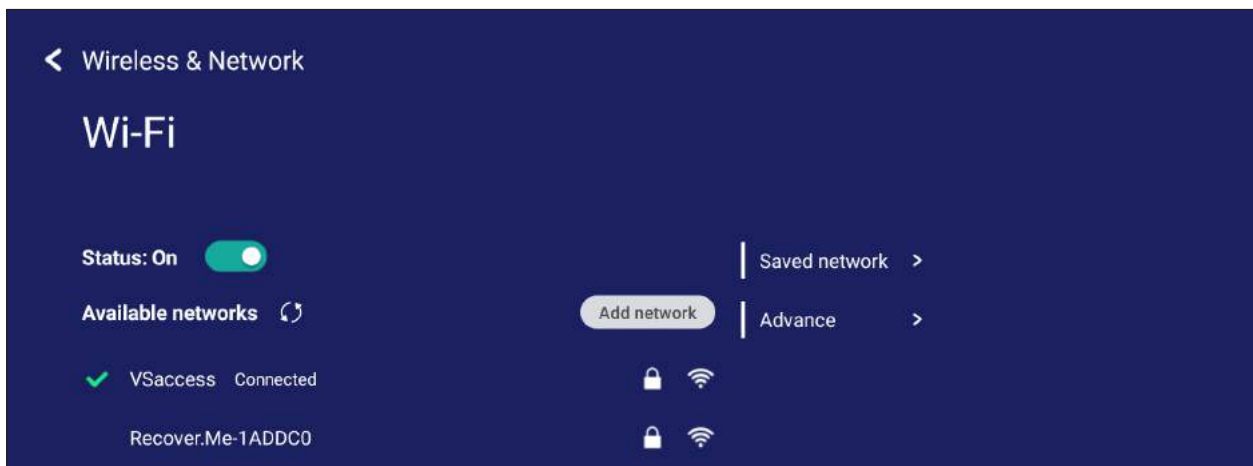 Wireless & Network
Wi-Fi
Status: On
Saved network
Available networks
Add network
Advance
VSaccess Connected
Recover.Me-1ADDC0